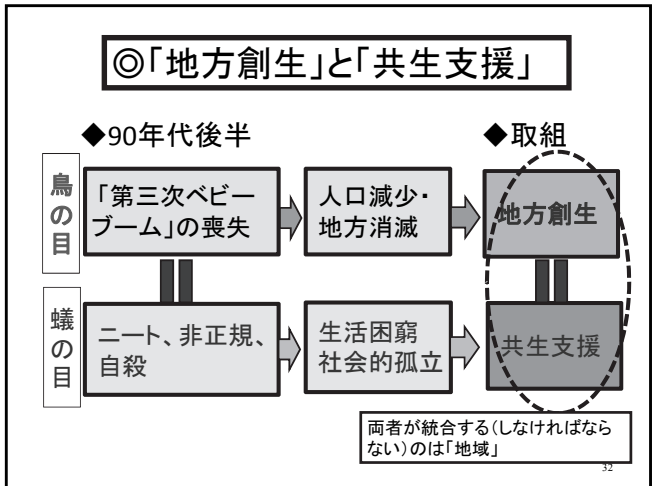 ◎「地方創生」と「共生支援」
◆90年代後半
◆取組
鳥の目
「第三次ベビー
ブーム」の喪失
人口減少・
地方消滅
地方創生
蟻の目
ニート、非正規、
自殺
生活困窮
社会的孤立
共生支援
両者が統合する(しなければなら
ない)のは「地域」
32